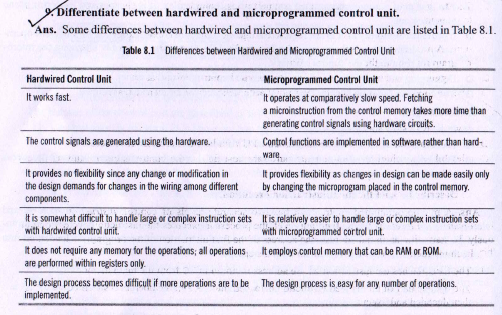 9. Differentiate between hardwired and microprogrammed control unit.
Ans. Some differences between hardwired and microprogrammed control unit are listed in Table 8.1.
Table 8.1 Differences between Hardwired and Microprogrammed Control Unit
Hardwired Control Unit
Microprogrammed Control Unit
It works fast.
It operates at comparatively slow speed. Fetching
a microinstruction from the control memory takes more time than
generating control signals using hardware circuits.
The control signals are generated using the hardware.
Control functions are implemented in software rather than hard-
ware.
It provides no flexibility since any change or modification in
the design demands for changes in the wiring among different
components.
It provides flexibility as changes in design can be made easily only
by changing the microprogram placed in the control memory.
It is somewhat difficult to handle large or complex instruction sets
with hardwired control unit.
It is relatively easier to handle large or complex instruction sets
with microprogrammed control unit.
It does not require any memory for the operations; all operations
are performed within registers only.
It employs control memory that can be RAM or ROM.
The design process becomes difficult if more operations are to be
implemented.
The design process is easy for any number of operations.